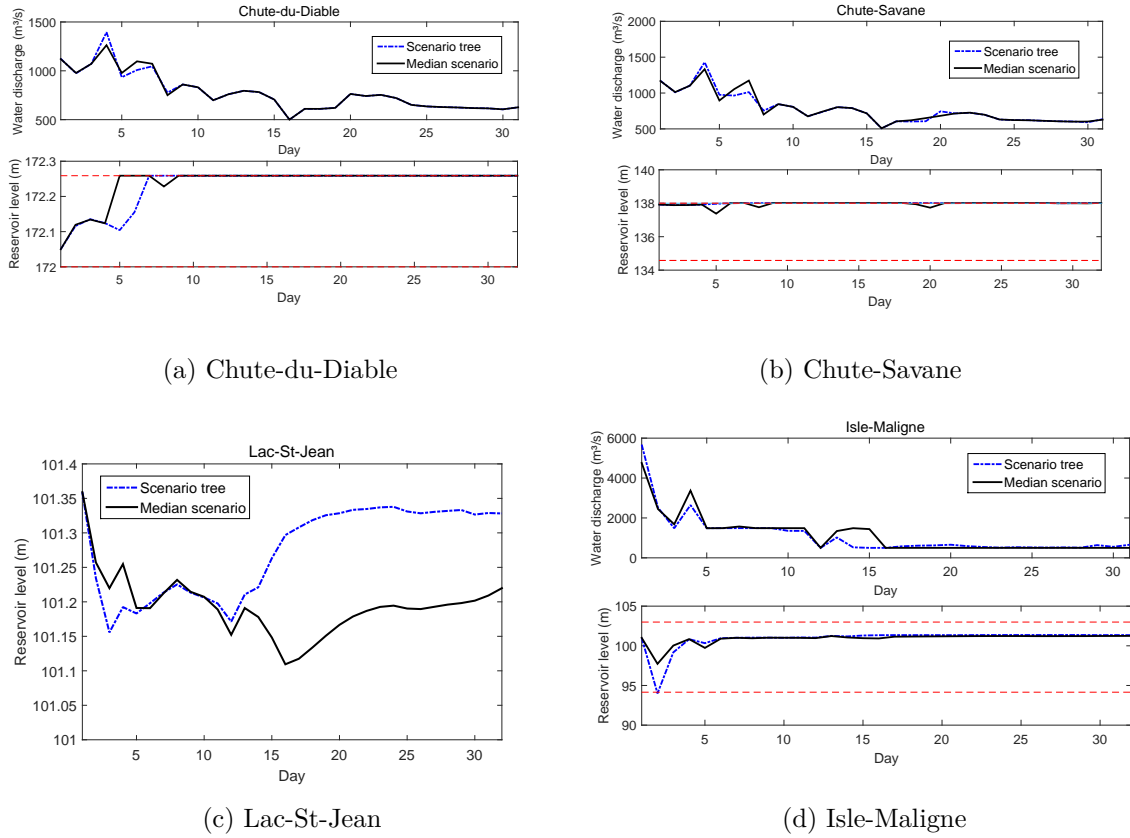 Chute-du-Diable
Water discharge (m³/s)
1500
1000
500
Scenario tree
Median scenario
5 10 15 20 25 30
Day
Reservoir level (m)
172.3
172.2
172.1
172
5 10 15 20 25 30
Day
(a) Chute-du-Diable
Chute-Savane
Water discharge (m³/s)
2000
1500
1000
500
Scenario tree
Median scenario
5 10 15 20 25 30
Day
Reservoir level (m)
140
138
136
134
5 10 15 20 25 30
Day
(b) Chute-Savane
Lac-St-Jean
Reservoir level (m)
101.4
101.35
101.3
101.25
101.2
101.15
101.1
101.05
101
Scenario tree
Median scenario
5 10 15 20 25 30
Day
(c) Lac-St-Jean
Isle-Maligne
Water discharge (m³/s)
6000
4000
2000
0
Scenario tree
Median scenario
5 10 15 20 25 30
Day
Reservoir level (m)
105
100
95
90
5 10 15 20 25 30
Day
(d) Isle-Maligne